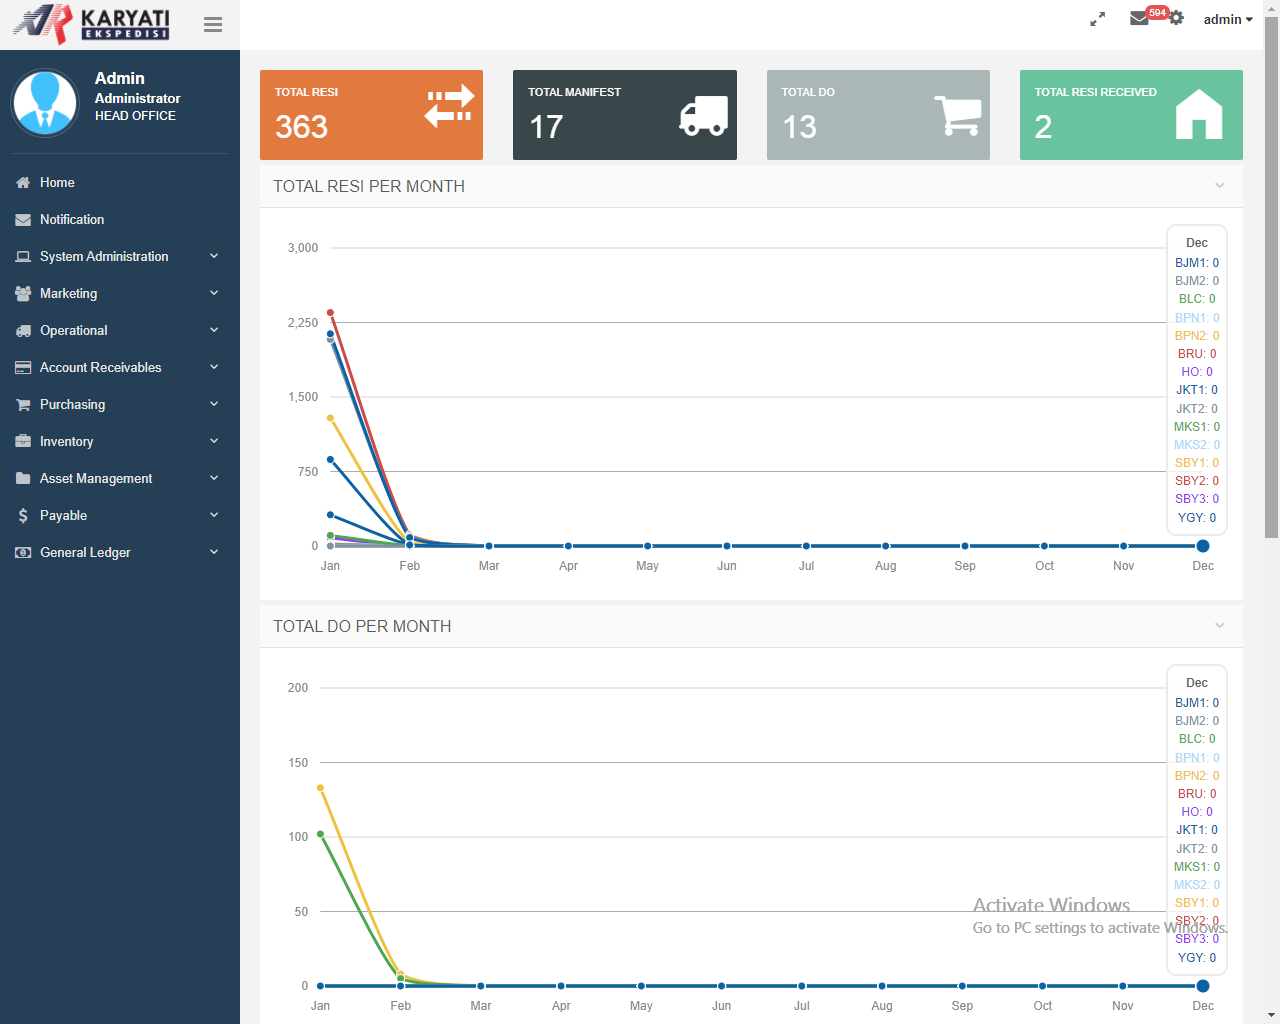 KARYATI
EKSPEDISI
594
admin
Admin
Administrator
HEAD OFFICE
Home
Notification
System Administration
Marketing
Operational
Account Receivables
Purchasing
Inventory
Asset Management
Payable
General Ledger
TOTAL RESI
363
TOTAL MANIFEST
17
TOTAL DO
13
TOTAL RESI RECEIVED
2
TOTAL RESI PER MONTH
3,000
2,250
1,500
750
0
Jan Feb Mar Apr May Jun Jul Aug Sep Oct Nov Dec
Dec
BJM1: 0
BJM2: 0
BLC: 0
BPN1: 0
BPN2: 0
BRU: 0
HO: 0
JKT1: 0
JKT2: 0
MKS1: 0
MKS2: 0
SBY1: 0
SBY2: 0
SBY3: 0
YGY: 0
TOTAL DO PER MONTH
200
150
100
50
0
Jan Feb Mar Apr May Jun Jul Aug Sep Oct Nov Dec
Dec
BJM1: 0
BJM2: 0
BLC: 0
BPN1: 0
BPN2: 0
BRU: 0
HO: 0
JKT1: 0
JKT2: 0
MKS1: 0
MKS2: 0
SBY1: 0
SBY2: 0
SBY3: 0
YGY: 0
Activate Windows
Go to PC settings to activate Windows.